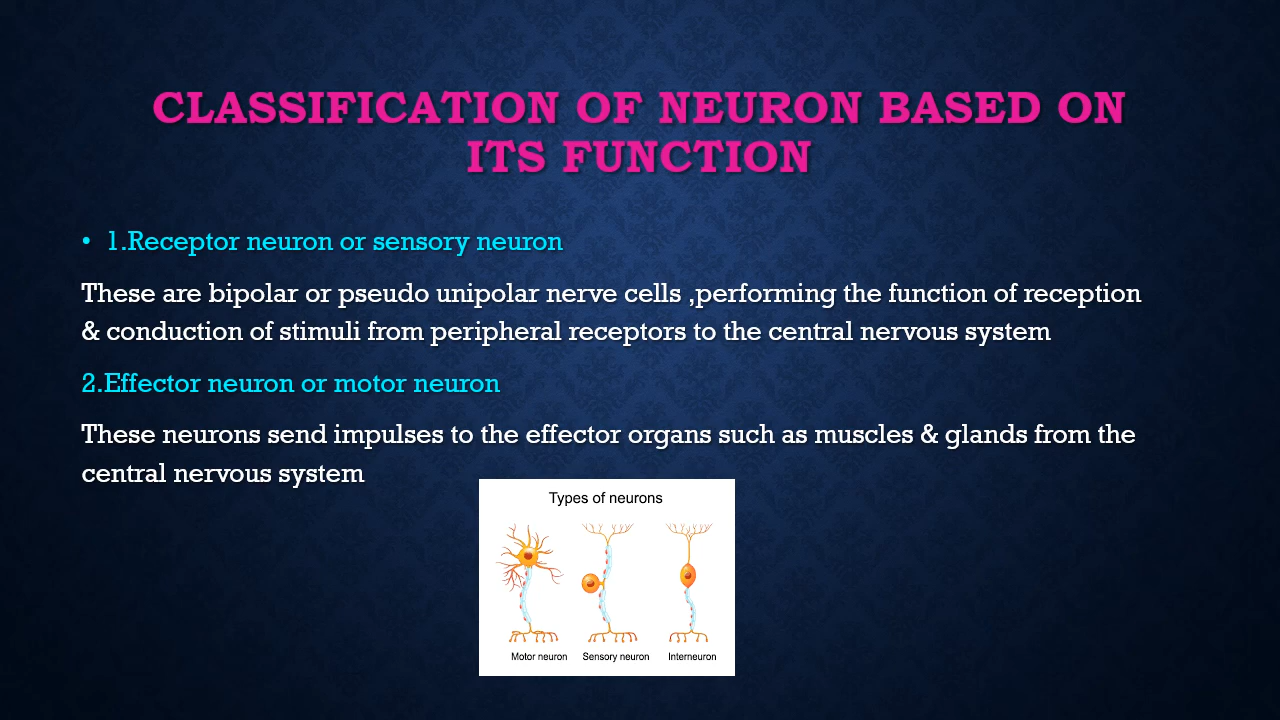 CLASSIFICATION OF NEURON BASED ON
ITS FUNCTION
• 1.Receptor neuron or sensory neuron
These are bipolar or pseudo unipolar nerve cells ,performing the function of reception
& conduction of stimuli from peripheral receptors to the central nervous system
2.Effector neuron or motor neuron
These neurons send impulses to the effector organs such as muscles & glands from the
central nervous system
Types of neurons
Motor neuron Sensory neuron Interneuron